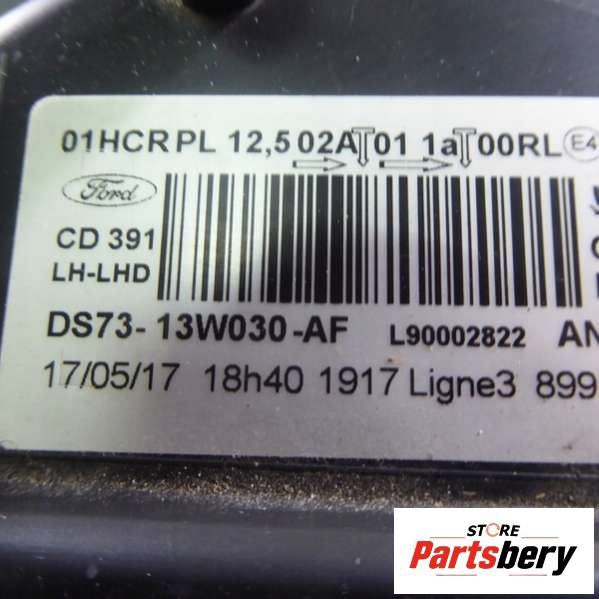 01HCRPL 12,5 02A 01 1a 00RL E4
Ford
CD 391
LH-LHD
DS73-13W030-AF L90002822 AN
17/05/17 18h40 1917 Ligne3 899
STORE
Partsbery